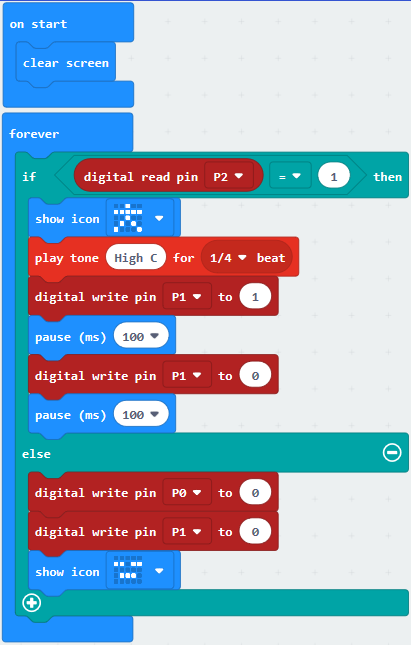 on start
clear screen
forever
if digital read pin P2 = 1 then
show icon
play tone High C for 1/4 beat
digital write pin P1 to 1
pause (ms) 100
digital write pin P1 to 0
pause (ms) 100
else
digital write pin P0 to 0
digital write pin P1 to 0
show icon